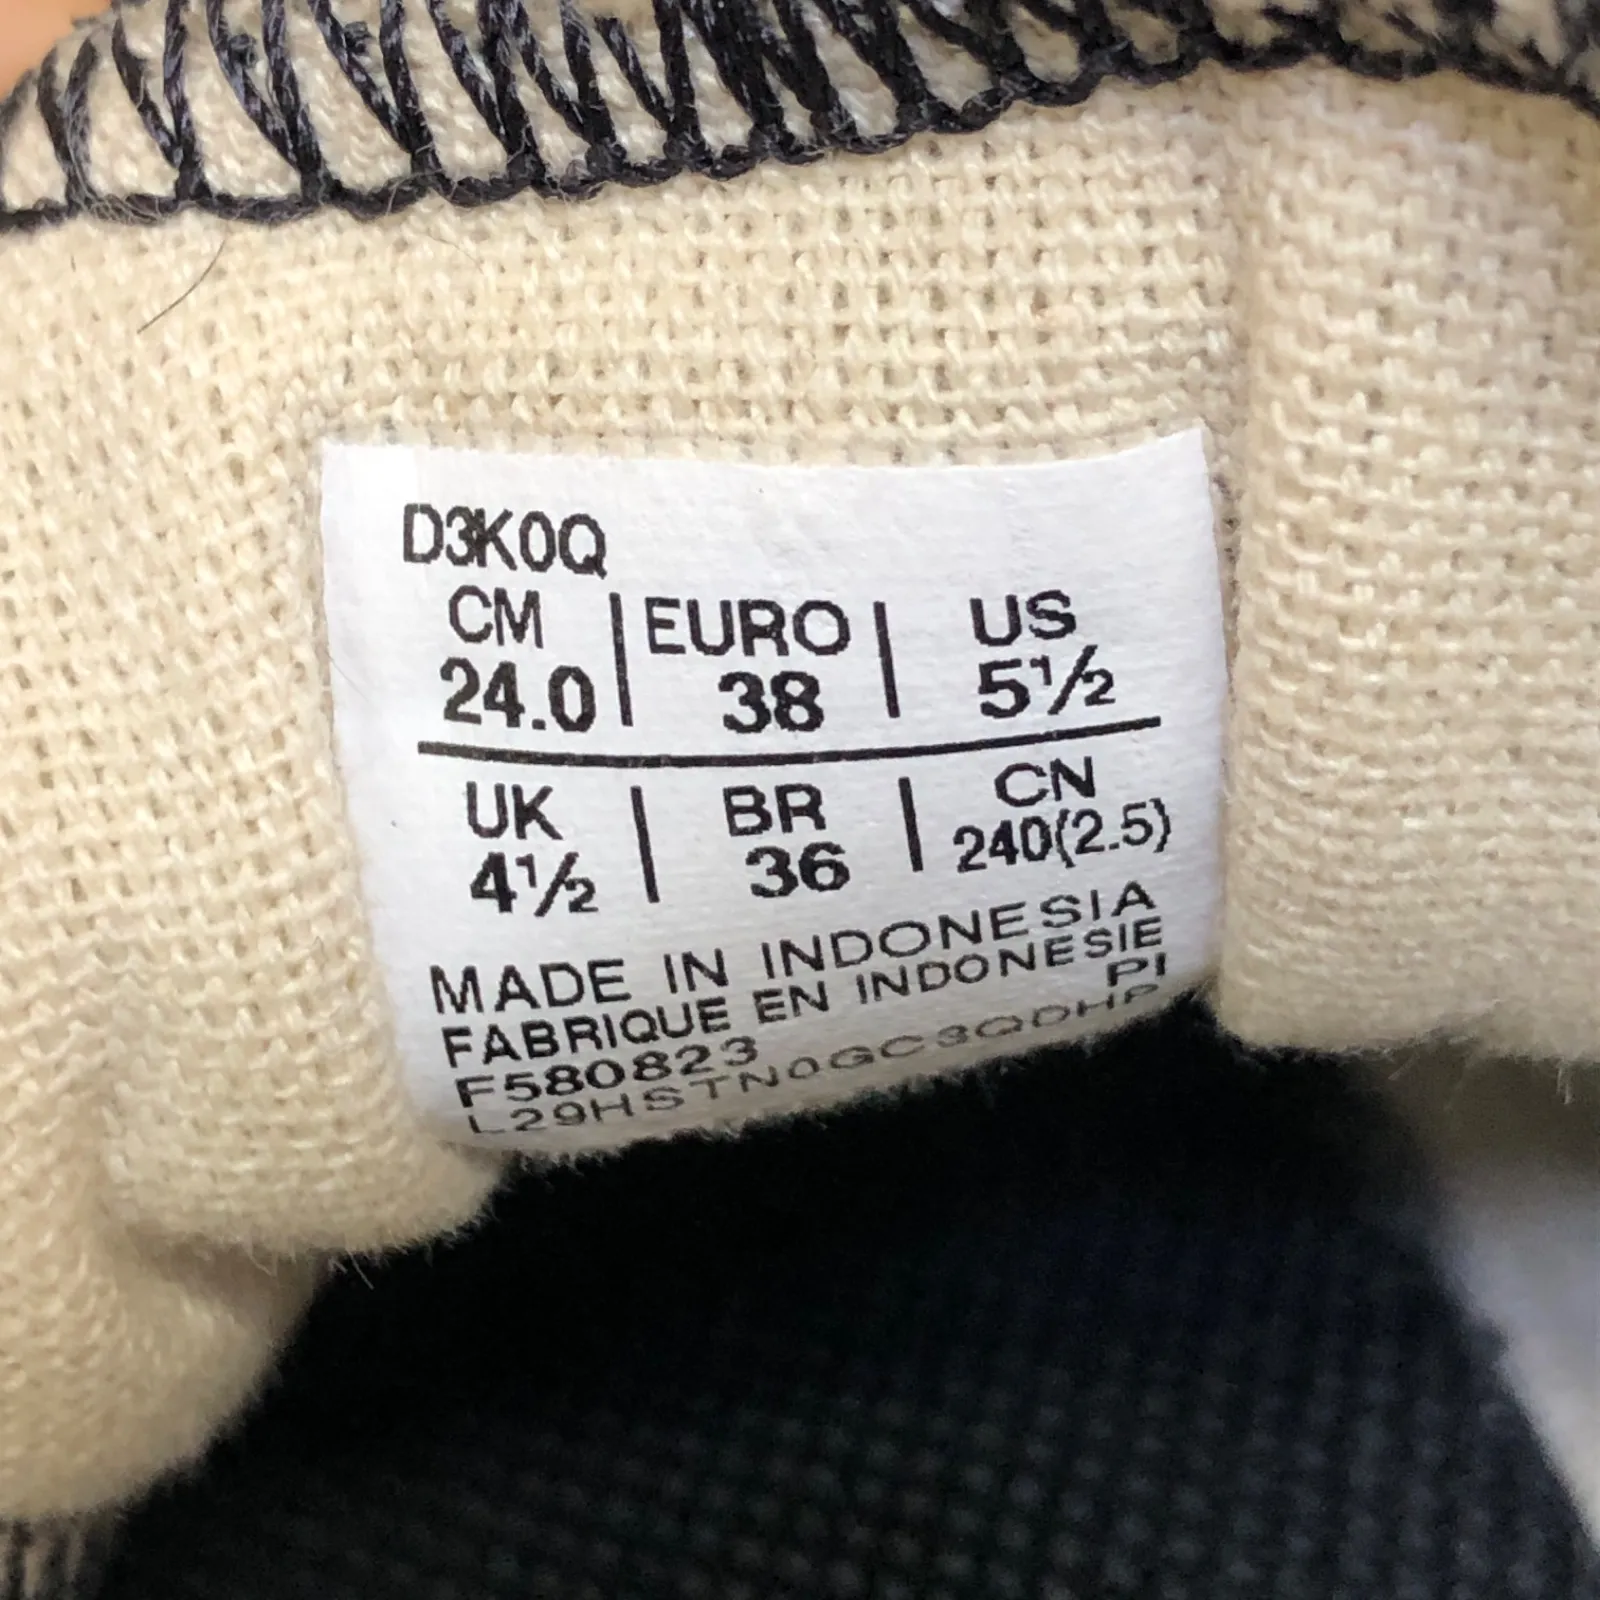 D3K0Q
CM | EURO | US
24.0 | 38 | 5½
UK | BR | CN
4½ | 36 | 240(2.5)
MADE IN INDONESIA
FABRIQUE EN INDONESIE
PI
F580823